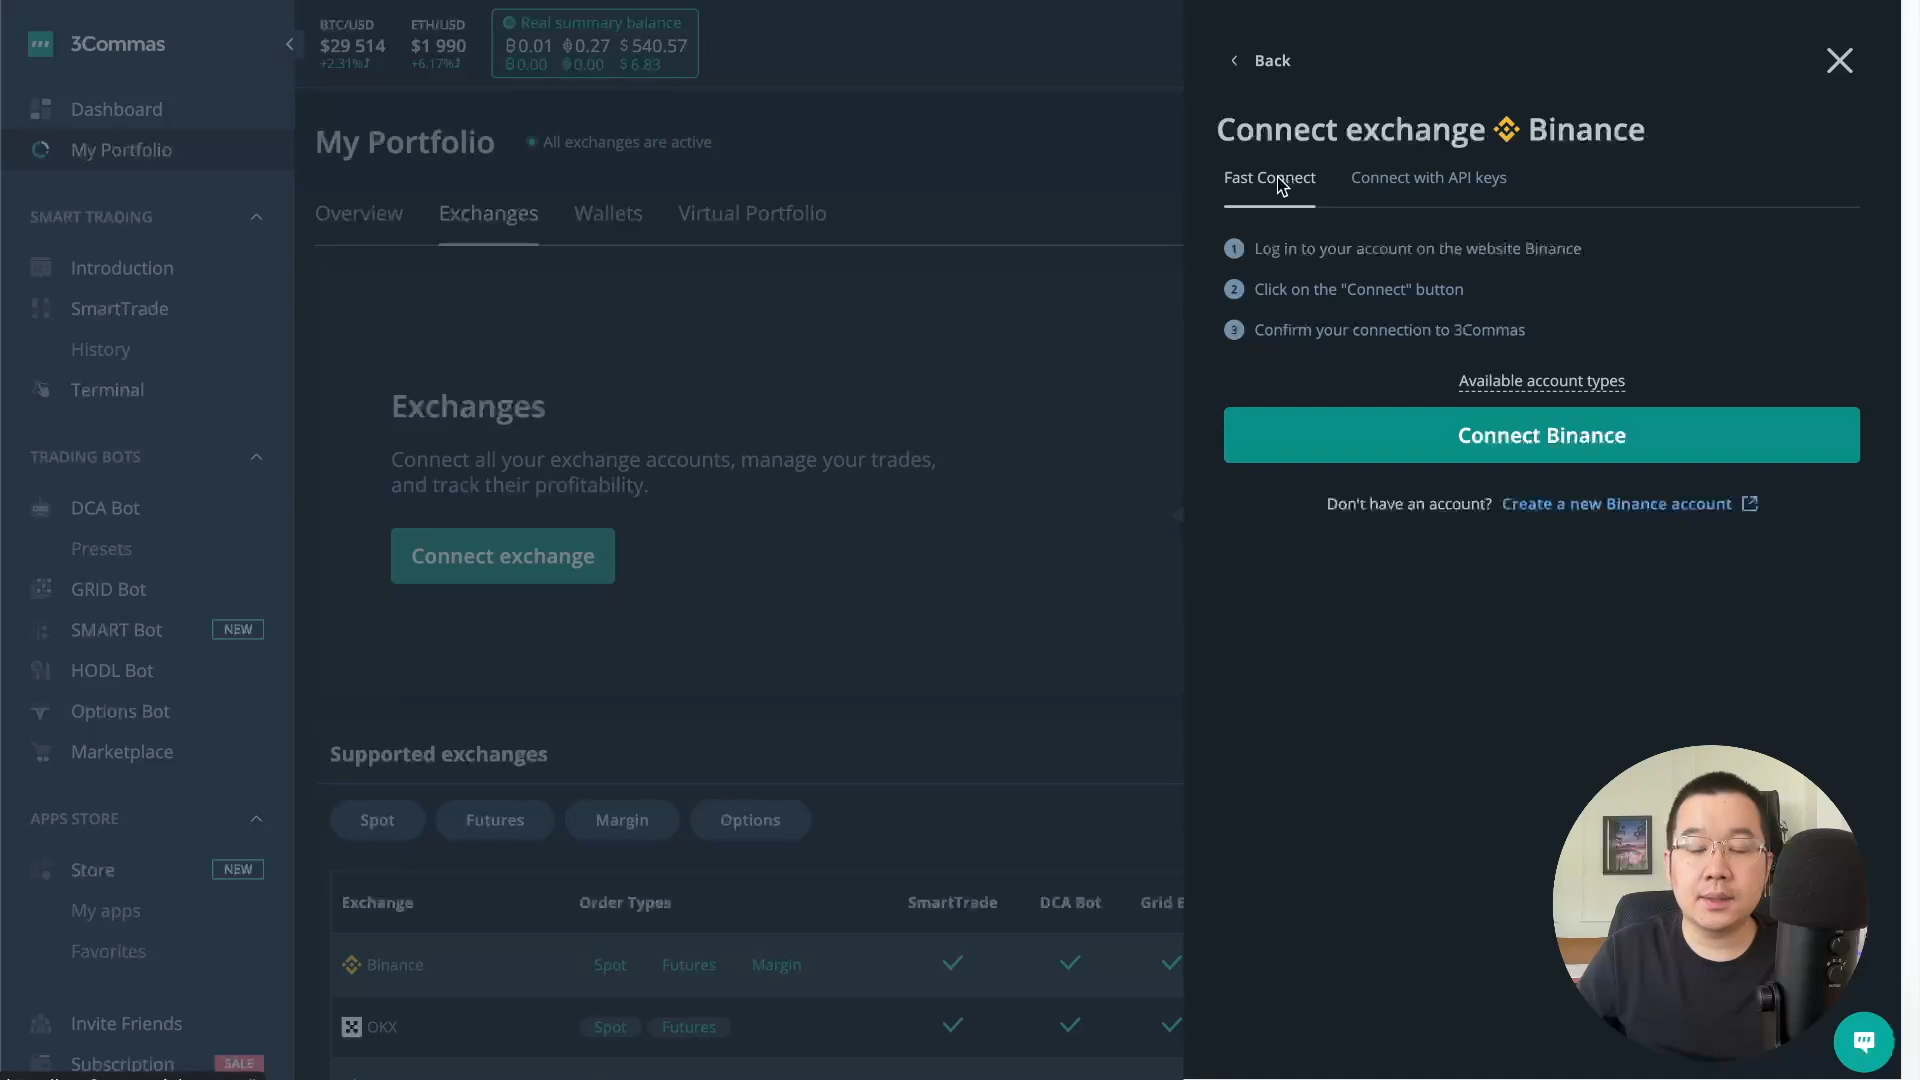 3Commas
Dashboard
My Portfolio
SMART TRADING
Introduction
SmartTrade
History
Terminal
TRADING BOTS
DCA Bot
Presets
GRID Bot
SMART Bot NEW
HODL Bot
Options Bot
Marketplace
APPS STORE
Store NEW
My apps
Favorites
Invite Friends
Subscription SALE
BTC/USD
$29 514
+2.31%
ETH/USD
$1 990
+6.17%
Real summary balance
0.01 0.27 $ 540.57
0.00 0.00 $ 6.83
My Portfolio
All exchanges are active
Overview Exchanges Wallets Virtual Portfolio
Exchanges
Connect all your exchange accounts, manage your trades,
and track their profitability.
Connect exchange
Supported exchanges
Spot Futures Margin Options
Exchange Order Types SmartTrade DCA Bot Grid
Binance Spot Futures Margin
OKX Spot Futures
Back
Connect exchange Binance
Fast Connect Connect with API keys
1 Log in to your account on the website Binance
2 Click on the "Connect" button
3 Confirm your connection to 3Commas
Available account types
Connect Binance
Don't have an account? Create a new Binance account